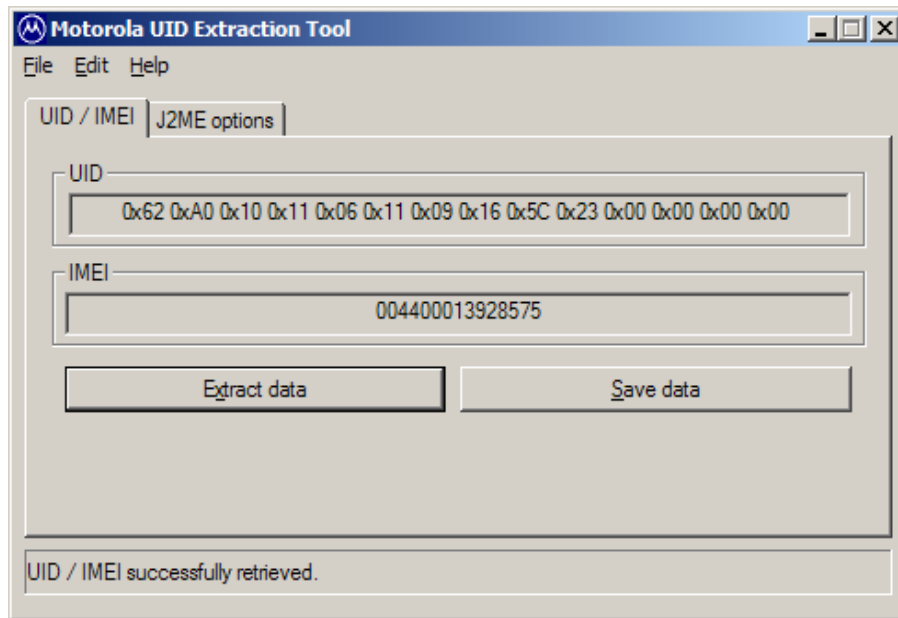 Motorola UID Extraction Tool
File Edit Help
UID / IMEI J2ME options
UID
0x62 0xA0 0x10 0x11 0x06 0x11 0x09 0x16 0x5C 0x23 0x00 0x00 0x00 0x00
IMEI
004400013928575
Extract data Save data
UID / IMEI successfully retrieved.